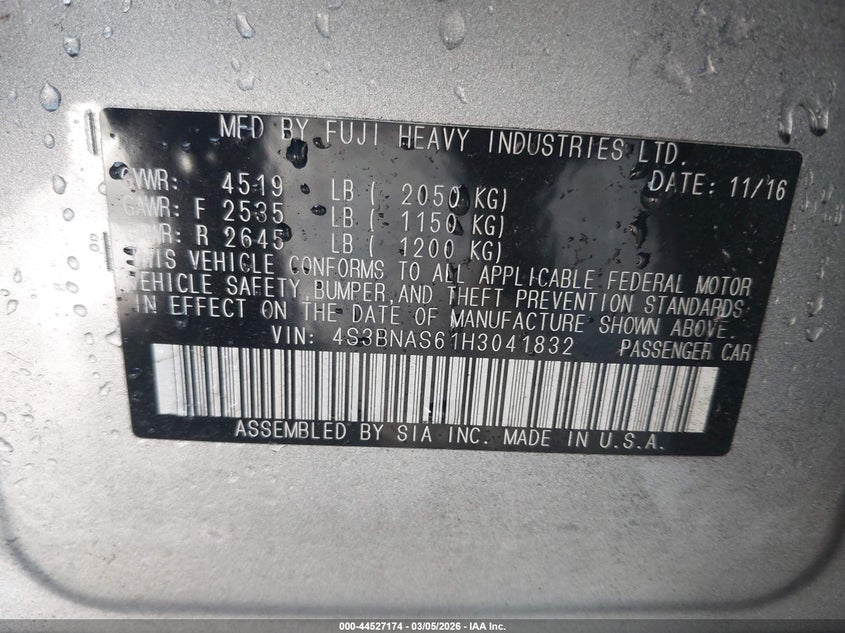 MFD BY FUJI HEAVY INDUSTRIES LTD.
GVWR: 4519 LB ( 2050 KG) DATE: 11/16
GAWR: F 2535 LB ( 1150 KG)
GAWR: R 2645 LB ( 1200 KG)
THIS VEHICLE CONFORMS TO ALL APPLICABLE FEDERAL MOTOR
VEHICLE SAFETY,BUMPER,AND THEFT PREVENTION STANDARDS
IN EFFECT ON THE DATE OF MANUFACTURE SHOWN ABOVE.
VIN: 4S3BNAS61H3041832 PASSENGER CAR
ASSEMBLED BY SIA INC. MADE IN U.S.A.
000-44527174 | 03/05/2026 - IAA Inc.